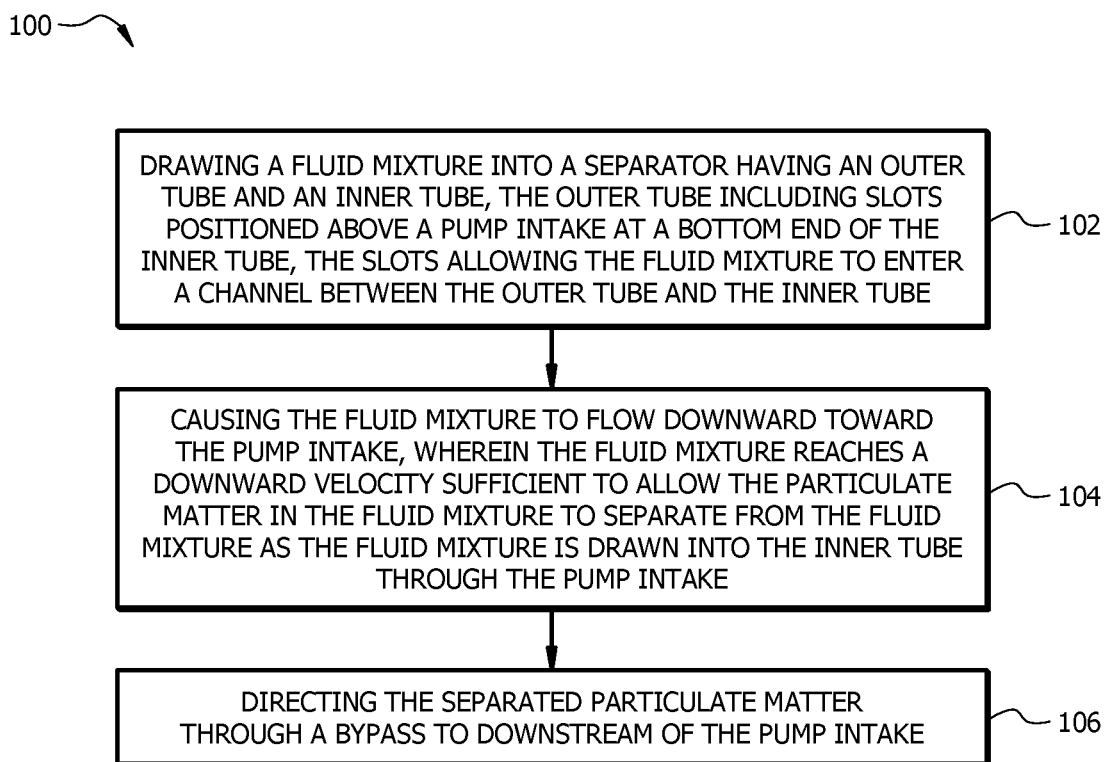 100
DRAWING A FLUID MIXTURE INTO A SEPARATOR HAVING AN OUTER
TUBE AND AN INNER TUBE, THE OUTER TUBE INCLUDING SLOTS
POSITIONED ABOVE A PUMP INTAKE AT A BOTTOM END OF THE
INNER TUBE, THE SLOTS ALLOWING THE FLUID MIXTURE TO ENTER
A CHANNEL BETWEEN THE OUTER TUBE AND THE INNER TUBE
102
CAUSING THE FLUID MIXTURE TO FLOW DOWNWARD TOWARD
THE PUMP INTAKE, WHEREIN THE FLUID MIXTURE REACHES A
DOWNWARD VELOCITY SUFFICIENT TO ALLOW THE PARTICULATE
MATTER IN THE FLUID MIXTURE TO SEPARATE FROM THE FLUID
MIXTURE AS THE FLUID MIXTURE IS DRAWN INTO THE INNER TUBE
THROUGH THE PUMP INTAKE
104
DIRECTING THE SEPARATED PARTICULATE MATTER
THROUGH A BYPASS TO DOWNSTREAM OF THE PUMP INTAKE
106